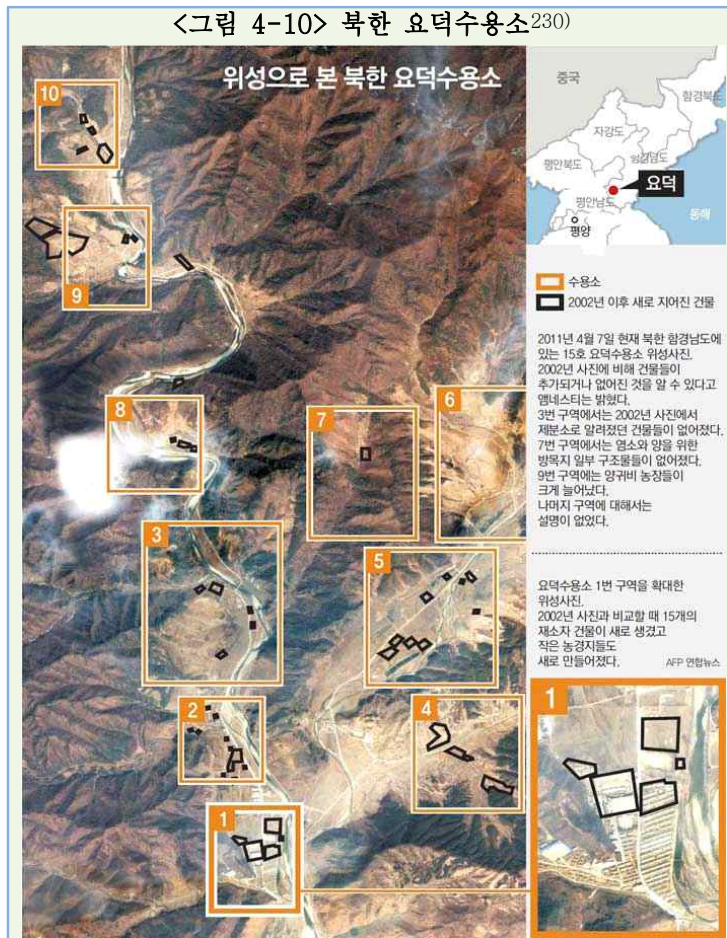 <그림 4-10> 북한 요덕수용소230)
위성으로 본 북한 요덕수용소
중국
함경북도
자강도
평안북도
함경남도
요덕
평안남도
평양
동해
수용소
2002년 이후 새로 지어진 건물
2011년 4월 7일 현재 북한 함경남도에
있는 15호 요덕수용소 위성사진.
2002년 사진에 비해 건물들이
추가되거나 없어진 것을 알 수 있다고
앰네스티는 밝혔다.
3번 구역에서는 2002년 사진에서
제분소로 알려졌던 건물들이 없어졌다.
7번 구역에서는 염소와 양을 위한
방목지 일부 구조물들이 없어졌다.
9번 구역에는 양귀비 농장들이
크게 늘어났다.
나머지 구역에 대해서는
설명이 없었다.
요덕수용소 1번 구역을 확대한
위성사진.
2002년 사진과 비교할 때 15개의
재소자 건물이 새로 생겼고
작은 농경지들도
새로 만들어졌다.
AFP 연합뉴스
10
9
8
7
6
3
5
2
4
1
1